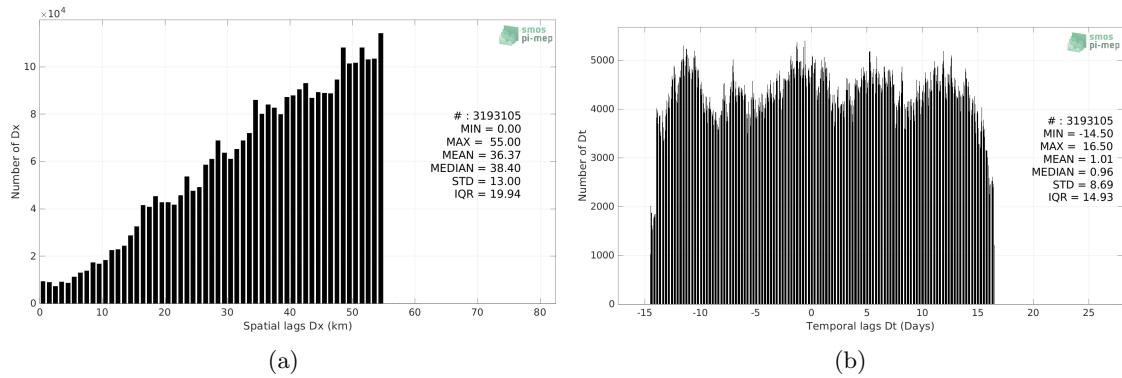 ×10⁴
10
8
6
4
2
0
Number of Dx
0 10 20 30 40 50 60 70 80
Spatial lags Dx (km)
smos
pi-mep
# : 3193105
MIN = 0.00
MAX = 55.00
MEAN = 36.37
MEDIAN = 38.40
STD = 13.00
IQR = 19.94
(a)
5000
4000
3000
2000
1000
0
Number of Dt
-15 -10 -5 0 5 10 15 20 25
Temporal lags Dt (Days)
smos
pi-mep
# : 3193105
MIN = -14.50
MAX = 16.50
MEAN = 1.01
MEDIAN = 0.96
STD = 8.69
IQR = 14.93
(b)